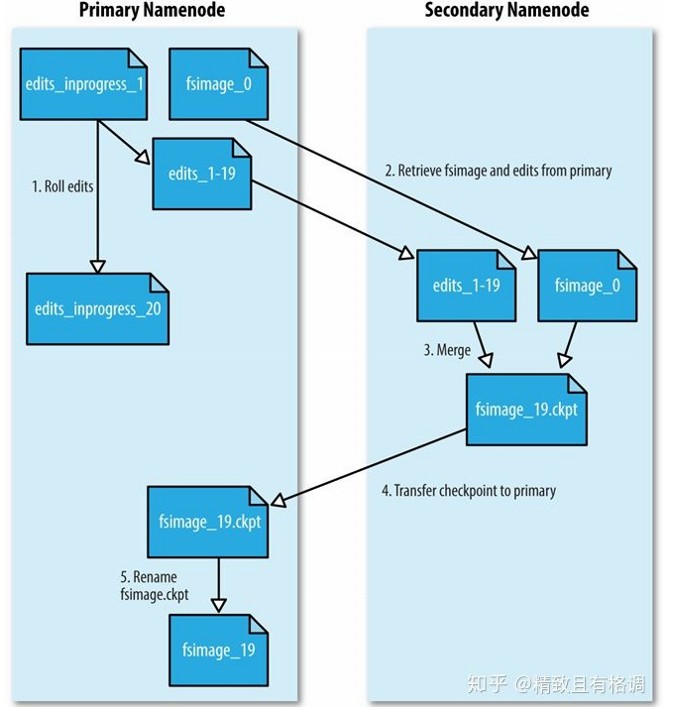 Primary Namenode
Secondary Namenode
edits_inprogress_1
fsimage_0
edits_1-19
1. Roll edits
2. Retrieve fsimage and edits from primary
edits_inprogress_20
edits_1-19
fsimage_0
3. Merge
fsimage_19.ckpt
4. Transfer checkpoint to primary
fsimage_19.ckpt
5. Rename
fsimage.ckpt
fsimage_19
知乎 @精致且有格调